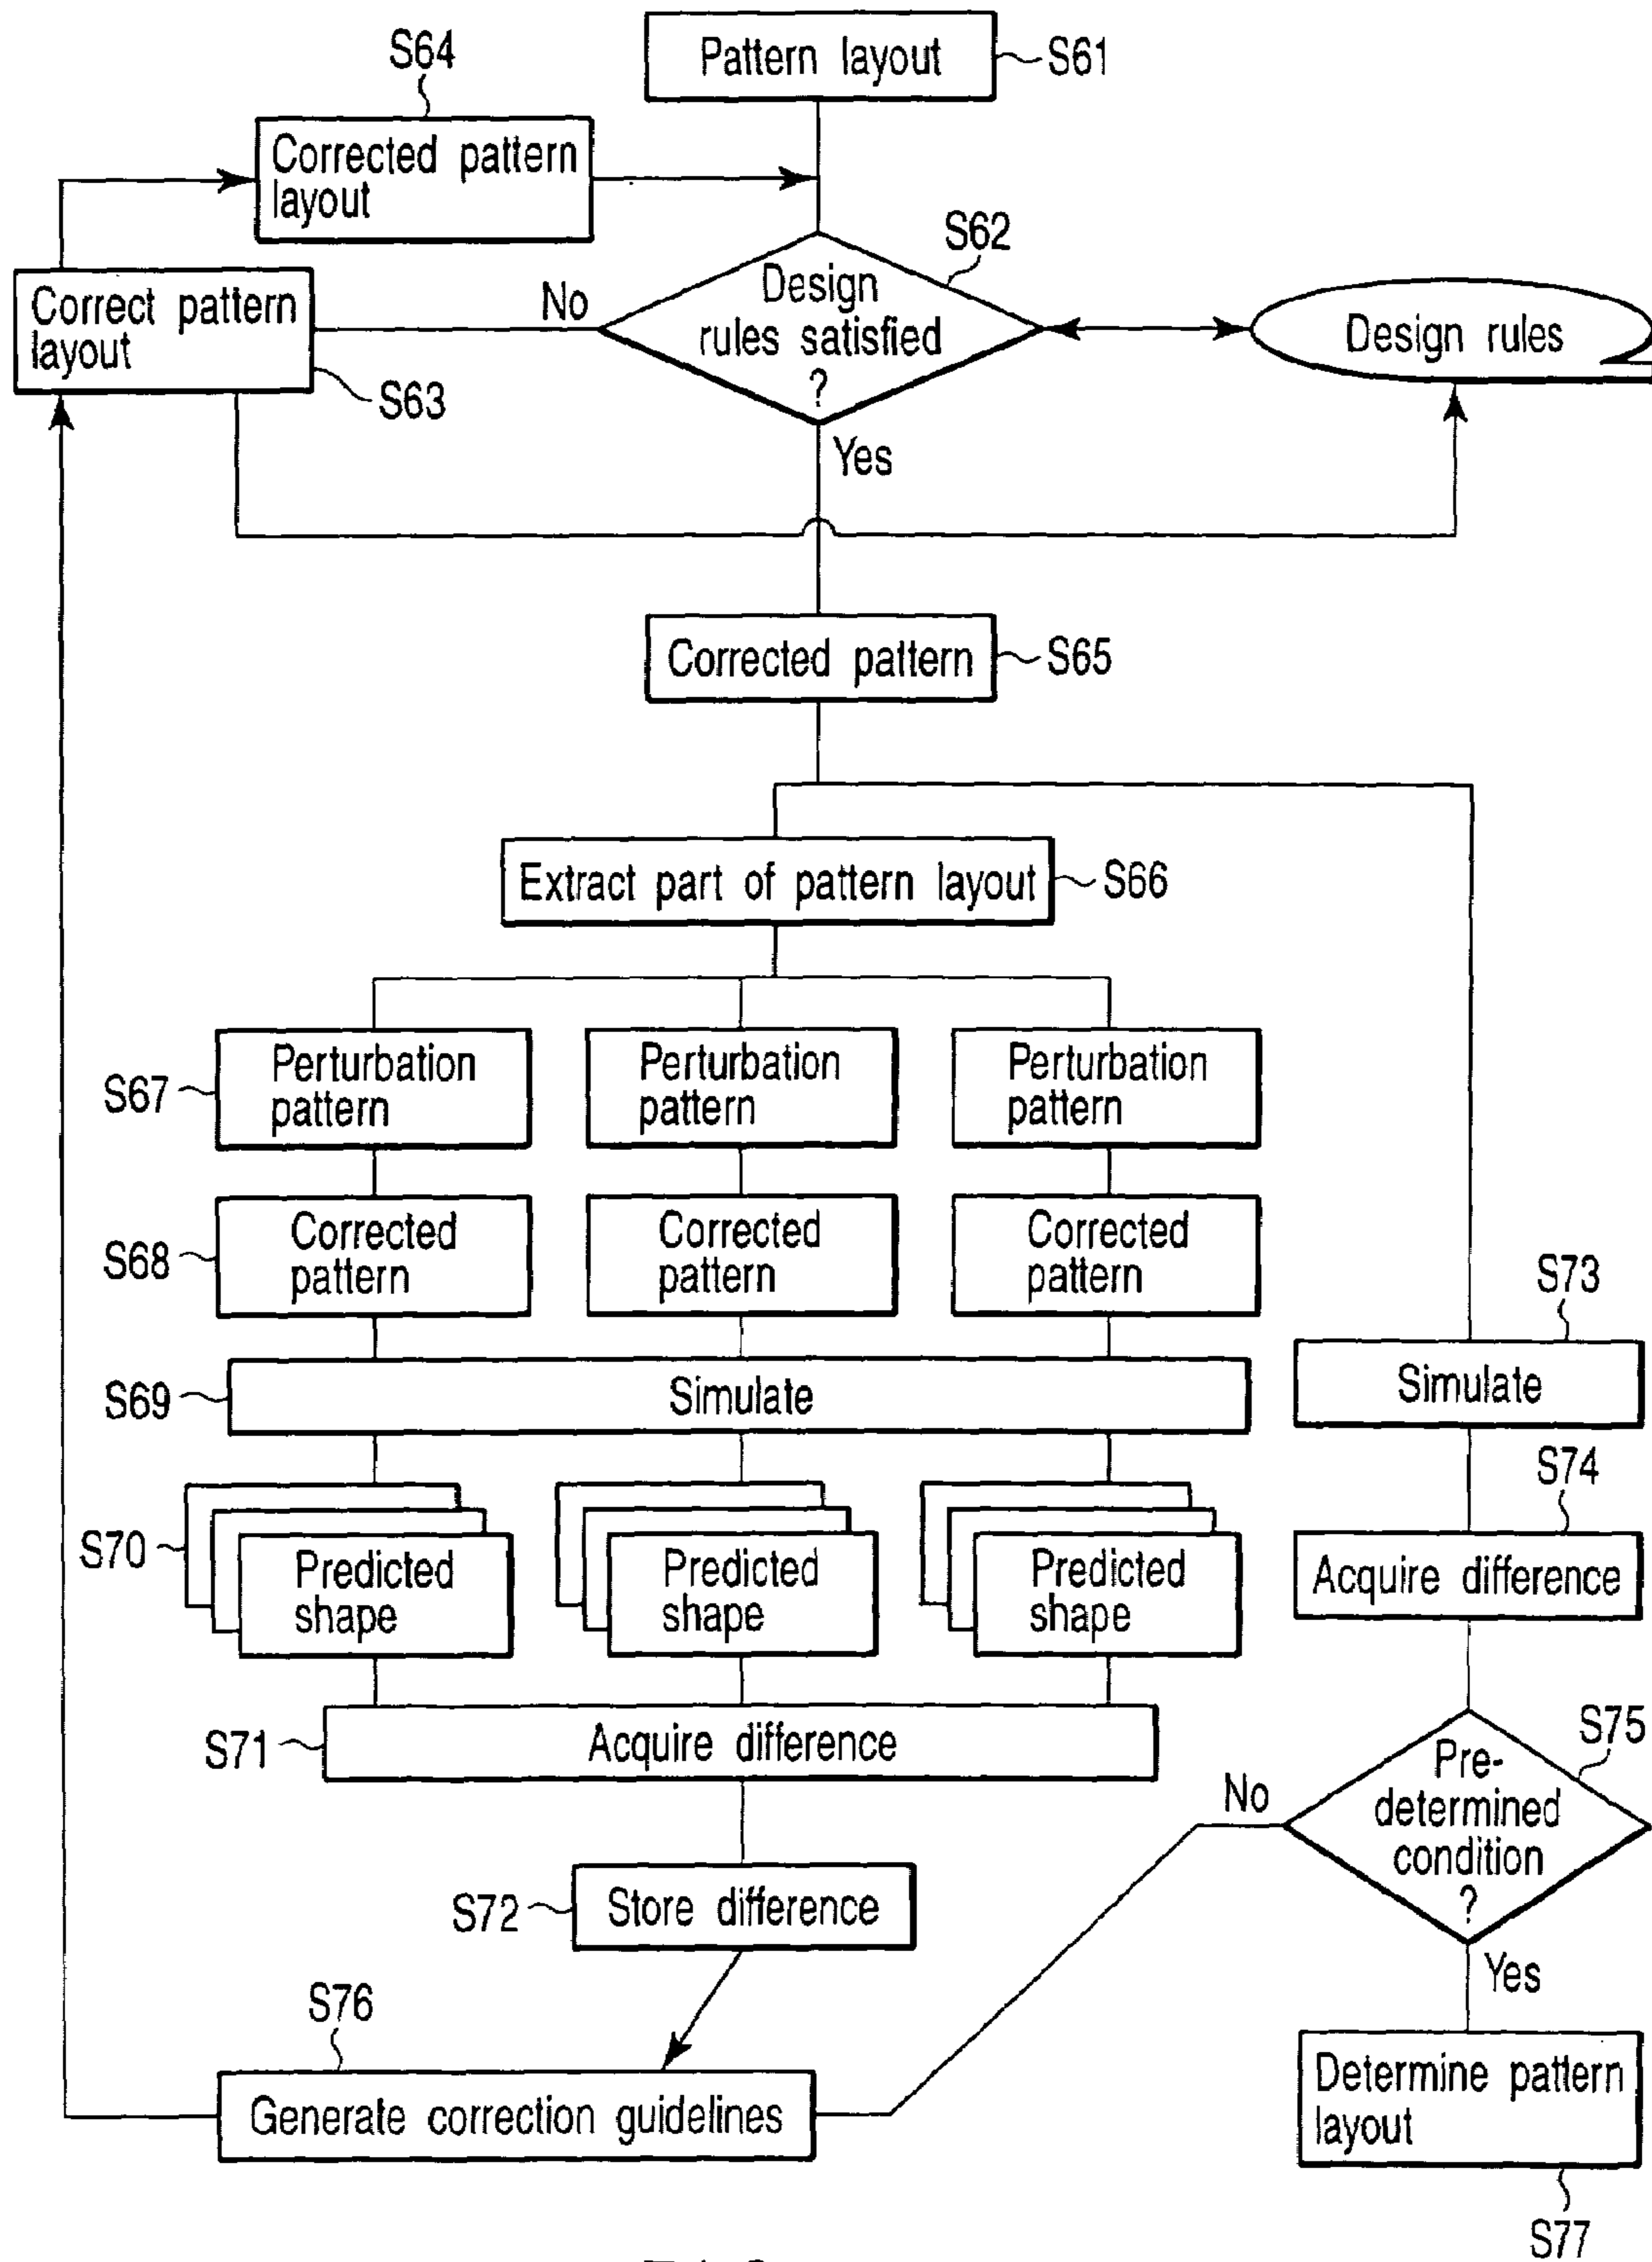 Pattern layout
S61
S64
Corrected pattern
layout
S62
Design
rules satisfied
?
No
Yes
Design rules
Correct pattern
layout
S63
Corrected pattern
S65
Extract part of pattern layout
S66
S67
Perturbation
pattern
Perturbation
pattern
Perturbation
pattern
S68
Corrected
pattern
Corrected
pattern
Corrected
pattern
S69
Simulate
S73
Simulate
S70
Predicted
shape
Predicted
shape
Predicted
shape
S74
Acquire difference
S71
Acquire difference
S75
Pre-
determined
condition
?
No
Yes
S72
Store difference
S76
Generate correction guidelines
Determine pattern
layout
S77